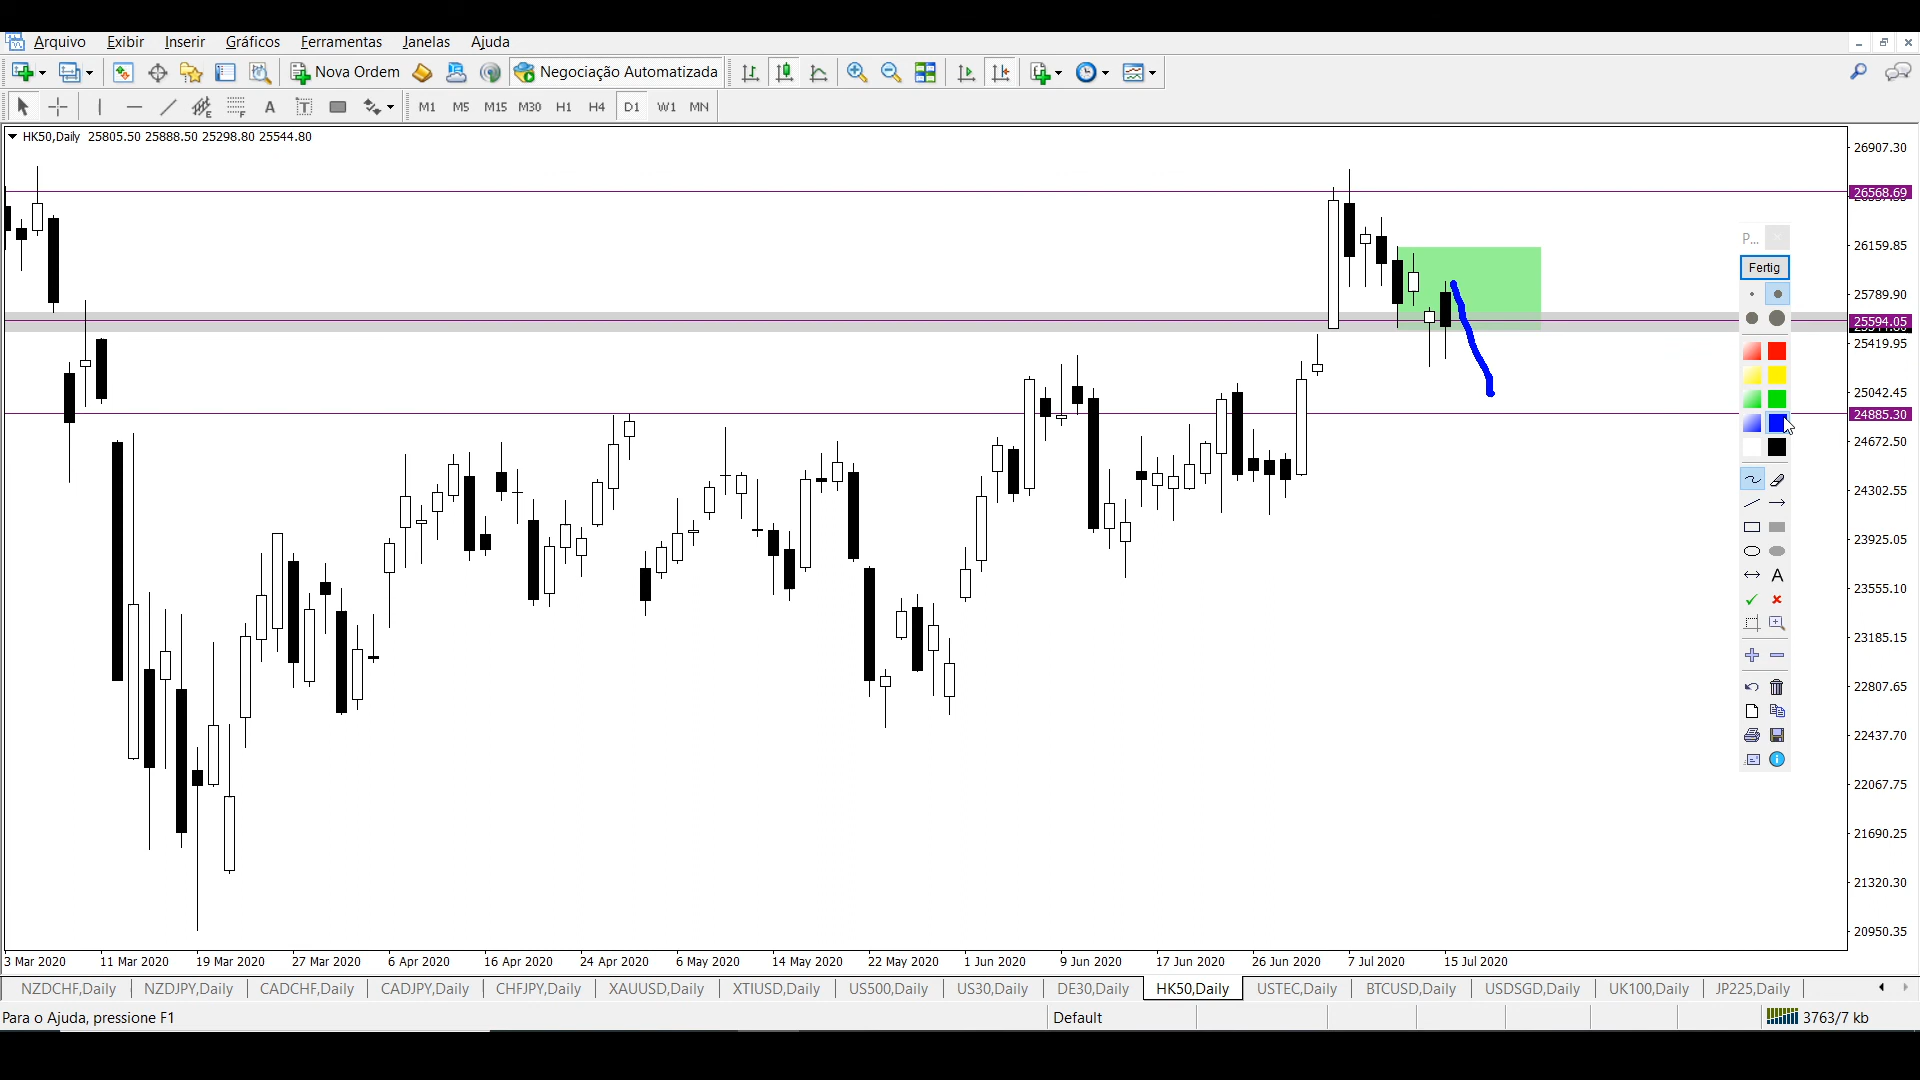 Arquivo Exibir Inserir Gráficos Ferramentas Janelas Ajuda
Nova Ordem Negociação Automatizada
A T M1 M5 M15 M30 H1 H4 D1 W1 MN
HK50,Daily 25805.50 25888.50 25298.80 25544.80
26907.30
26568.69
26159.85
25789.90
25594.05
25419.95
25042.45
24885.30
24672.50
24302.55
23925.05
23555.10
23185.15
22807.65
22437.70
22067.75
21690.25
21320.30
20950.35
P...
Fertig
A
3 Mar 2020 11 Mar 2020 19 Mar 2020 27 Mar 2020 6 Apr 2020 16 Apr 2020 24 Apr 2020 6 May 2020 14 May 2020 22 May 2020 1 Jun 2020 9 Jun 2020 17 Jun 2020 26 Jun 2020 7 Jul 2020 15 Jul 2020
NZDCHF,Daily NZDJPY,Daily CADCHF,Daily CADJPY,Daily CHFJPY,Daily XAUUSD,Daily XTIUSD,Daily US500,Daily US30,Daily DE30,Daily HK50,Daily USTEC,Daily BTCUSD,Daily USDSGD,Daily UK100,Daily JP225,Daily
Para o Ajuda, pressione F1 Default 3763/7 kb